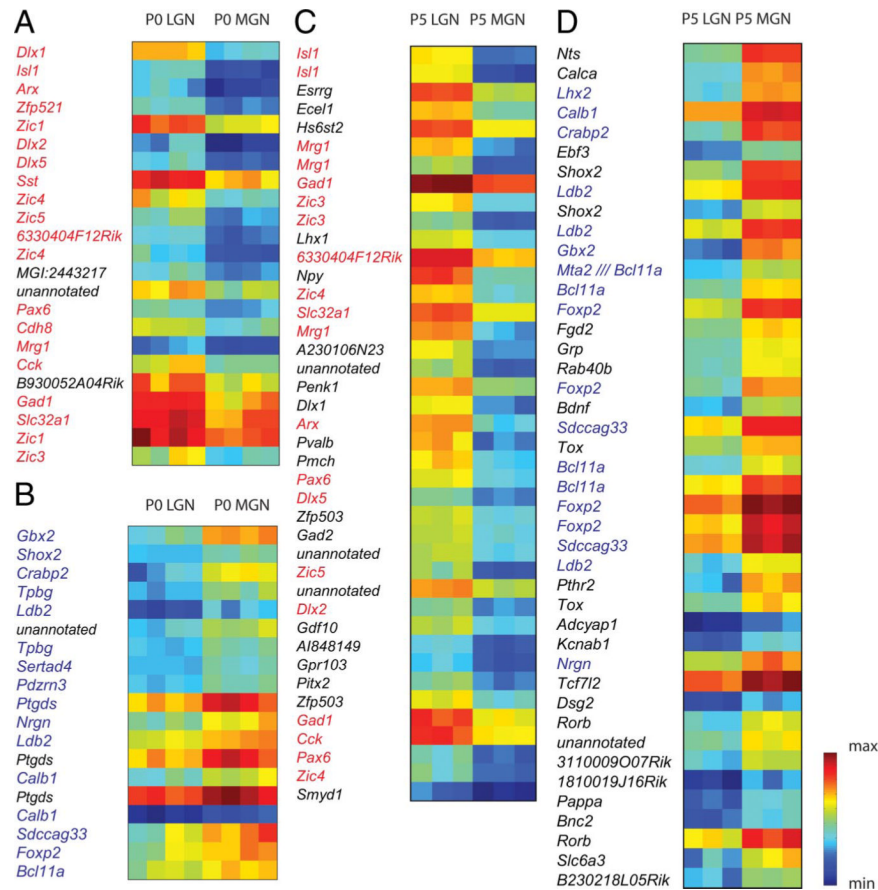 A
P0 LGN P0 MGN
Dlx1
Isl1
Arx
Zfp521
Zic1
Dlx2
Dlx5
Sst
Zic4
Zic5
6330404F12Rik
Zic4
MGI:2443217
unannotated
Pax6
Cdh8
Mrg1
Cck
B930052A04Rik
Gad1
Slc32a1
Zic1
Zic3
B
P0 LGN P0 MGN
Gbx2
Shox2
Crabp2
Tpbg
Ldb2
unannotated
Tpbg
Sertad4
Pdzrn3
Ptgds
Nrgn
Ldb2
Ptgds
Calb1
Ptgds
Calb1
Sdccag33
Foxp2
Bcl11a
C
P5 LGN P5 MGN
Isl1
Isl1
Esrrg
Ecel1
Hs6st2
Mrg1
Mrg1
Gad1
Zic3
Zic3
Lhx1
6330404F12Rik
Npy
Zic4
Slc32a1
Mrg1
A230106N23
unannotated
Penk1
Dlx1
Arx
Pvalb
Pmch
Pax6
Dlx5
Zfp503
Gad2
unannotated
Zic5
unannotated
Dlx2
Gdf10
AI848149
Gpr103
Pitx2
Zfp503
Gad1
Cck
Pax6
Zic4
Smyd1
D
P5 LGN P5 MGN
Nts
Calca
Lhx2
Calb1
Crabp2
Ebf3
Shox2
Ldb2
Shox2
Ldb2
Gbx2
Mta2 /// Bcl11a
Bcl11a
Foxp2
Fgd2
Grp
Rab40b
Foxp2
Bdnf
Sdccag33
Tox
Bcl11a
Bcl11a
Foxp2
Foxp2
Sdccag33
Ldb2
Pthr2
Tox
Adcyap1
Kcnab1
Nrgn
Tcf7l2
Dsg2
Rorb
unannotated
3110009O07Rik
1810019J16Rik
Pappa
Bnc2
Rorb
Slc6a3
B230218L05Rik
max
min